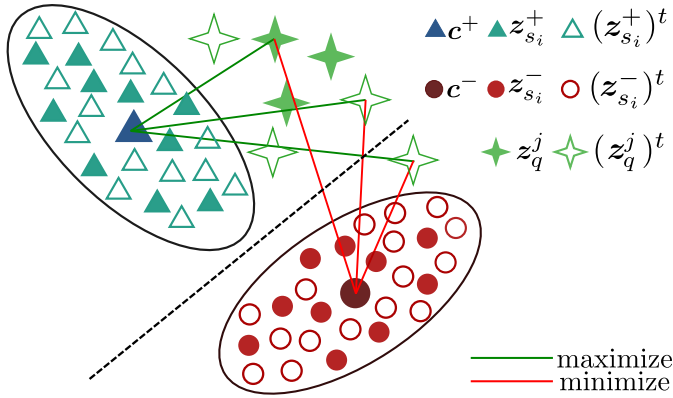 c⁺ z⁺_{s_i} (z⁺_{s_i})ᵗ
c⁻ z⁻_{s_i} (z⁻_{s_i})ᵗ
z^j_q (z^j_q)ᵗ
maximize
minimize